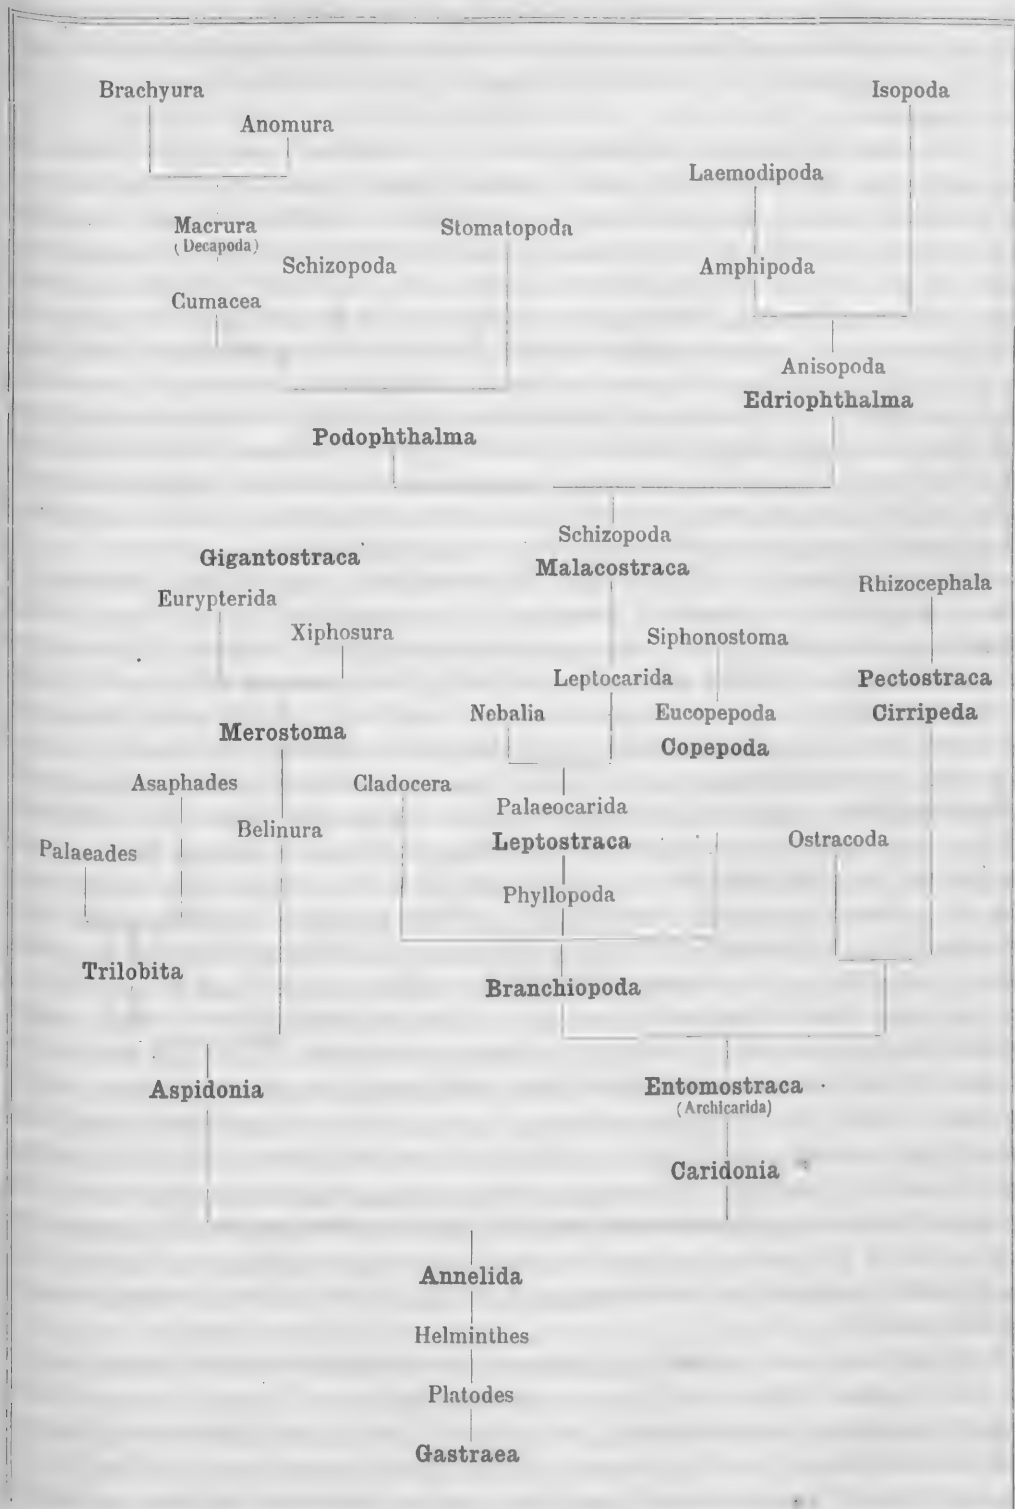 Brachyura
Isopoda
Anomura
Laemodipoda
Macrura
(Decapoda)
Stomatopoda
Schizopoda
Amphipoda
Cumacea
Anisopoda
Edriophthalma
Podophthalma
Schizopoda
Gigantostraca
Malacostraca
Rhizocephala
Eurypterida
Xiphosura
Siphonostoma
Leptocarida
Pectostraca
Nebalia
Eucopepoda
Cirripeda
Merostoma
Copepoda
Asaphades
Cladocera
Palaeocarida
Belinura
Leptostraca
Ostracoda
Palaeades
Phyllopoda
Trilobita
Branchiopoda
Aspidonia
Entomostraca
(Archicarida)
Caridonia
Annelida
Helminthes
Platodes
Gastraea